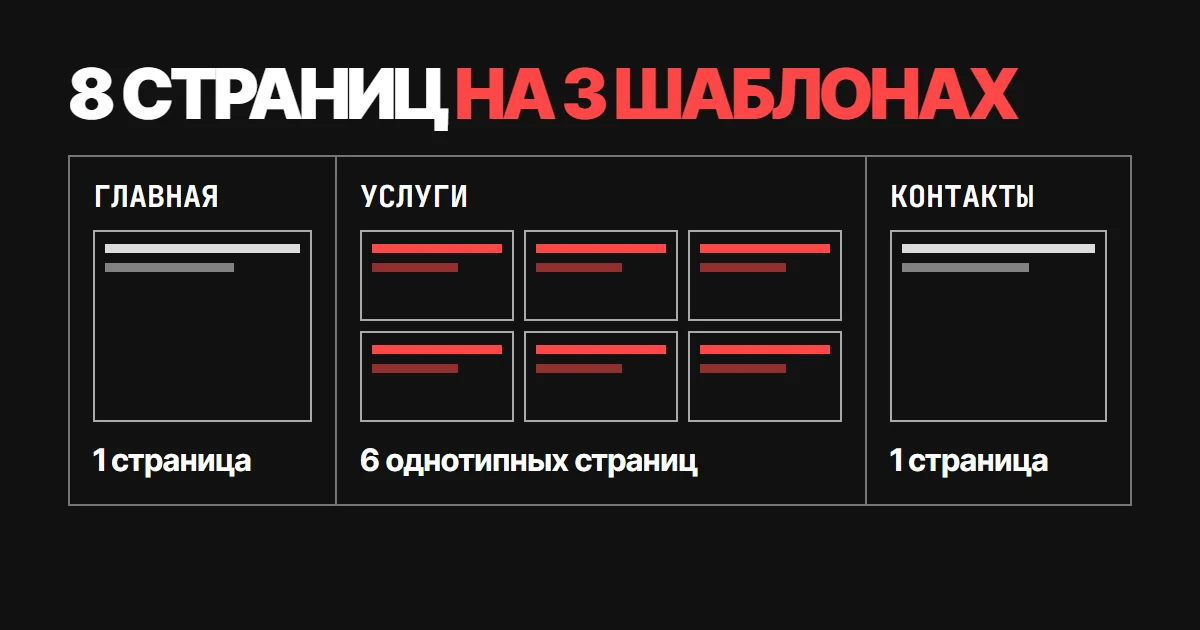 8 СТРАНИЦ НА 3 ШАБЛОНАХ
ГЛАВНАЯ
1 страница
УСЛУГИ
6 однотипных страниц
КОНТАКТЫ
1 страница